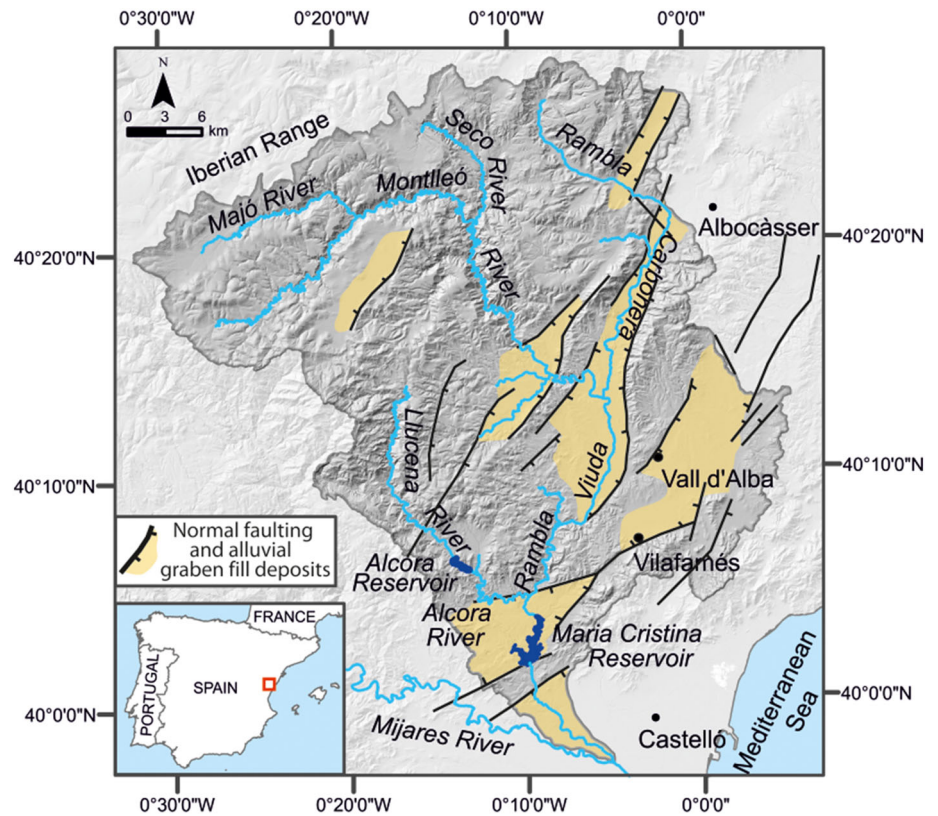 0°30'0"W
0°20'0"W
0°10'0"W
0°0'0"
N
0 3 6
km
Iberian Range
Majó River
Montlleó
River
Seco
River
Rambla
Carbonera
Albocàsser
40°20'0"N
40°20'0"N
Llucena
River
Viuda
Rambla
Vall d'Alba
40°10'0"N
40°10'0"N
Vilafamés
Normal faulting
and alluvial
graben fill deposits
Alcora
Reservoir
Alcora
River
Maria Cristina
Reservoir
FRANCE
PORTUGAL
SPAIN
Mijares River
Castelló
Mediterranean
Sea
40°0'0"N
40°0'0"N
0°30'0"W
0°20'0"W
0°10'0"W
0°0'0"